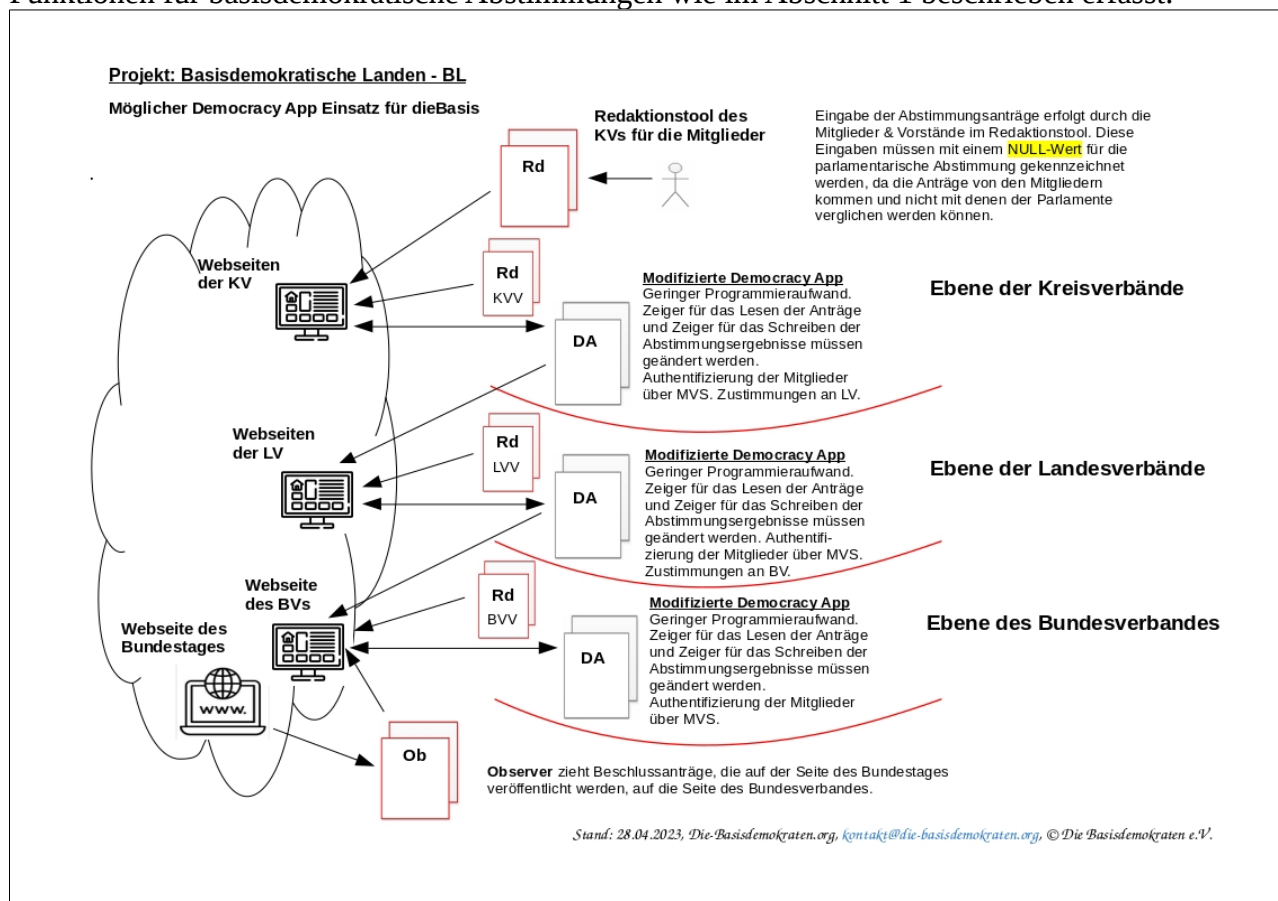 Funktionen für basisdemokratische Abstimmungen wie im Abschnitt 1 beschrieben erfasst.
Projekt: Basisdemokratische Landen - BL
Möglicher Democracy App Einsatz für dieBasis
Redaktionstool des
KVs für die Mitglieder
Eingabe der Abstimmungsanträge erfolgt durch die
Mitglieder & Vorstände im Redaktionstool. Diese
Eingaben müssen mit einem NULL-Wert für die
parlamentarische Abstimmung gekennzeichnet
werden, da die Anträge von den Mitgliedern
kommen und nicht mit denen der Parlamente
verglichen werden können.
Rd
Webseiten
der KV
Rd
KVV
DA
Modifizierte Democracy App
Geringer Programmieraufwand.
Zeiger für das Lesen der Anträge
und Zeiger für das Schreiben der
Abstimmungsergebnisse müssen
geändert werden.
Authentifizierung der Mitglieder
über MVS. Zustimmungen an LV.
Ebene der Kreisverbände
Webseiten
der LV
Rd
LVV
DA
Modifizierte Democracy App
Geringer Programmieraufwand.
Zeiger für das Lesen der Anträge
und Zeiger für das Schreiben der
Abstimmungsergebnisse müssen
geändert werden. Authentifi-
zierung der Mitglieder über MVS.
Zustimmungen an BV.
Ebene der Landesverbände
Webseite
des BVs
Rd
BVV
DA
Modifizierte Democracy App
Geringer Programmieraufwand.
Zeiger für das Lesen der Anträge
und Zeiger für das Schreiben der
Abstimmungsergebnisse müssen
geändert werden.
Authentifizierung der Mitglieder
über MVS.
Ebene des Bundesverbandes
Webseite des
Bundestages
www.
Ob
Observer zieht Beschlussanträge, die auf der Seite des Bundestages
veröffentlicht werden, auf die Seite des Bundesverbandes.
Stand: 28.04.2023, Die-Basisdemokraten.org, kontakt@die-basisdemokraten.org, © Die Basisdemokraten e.V.